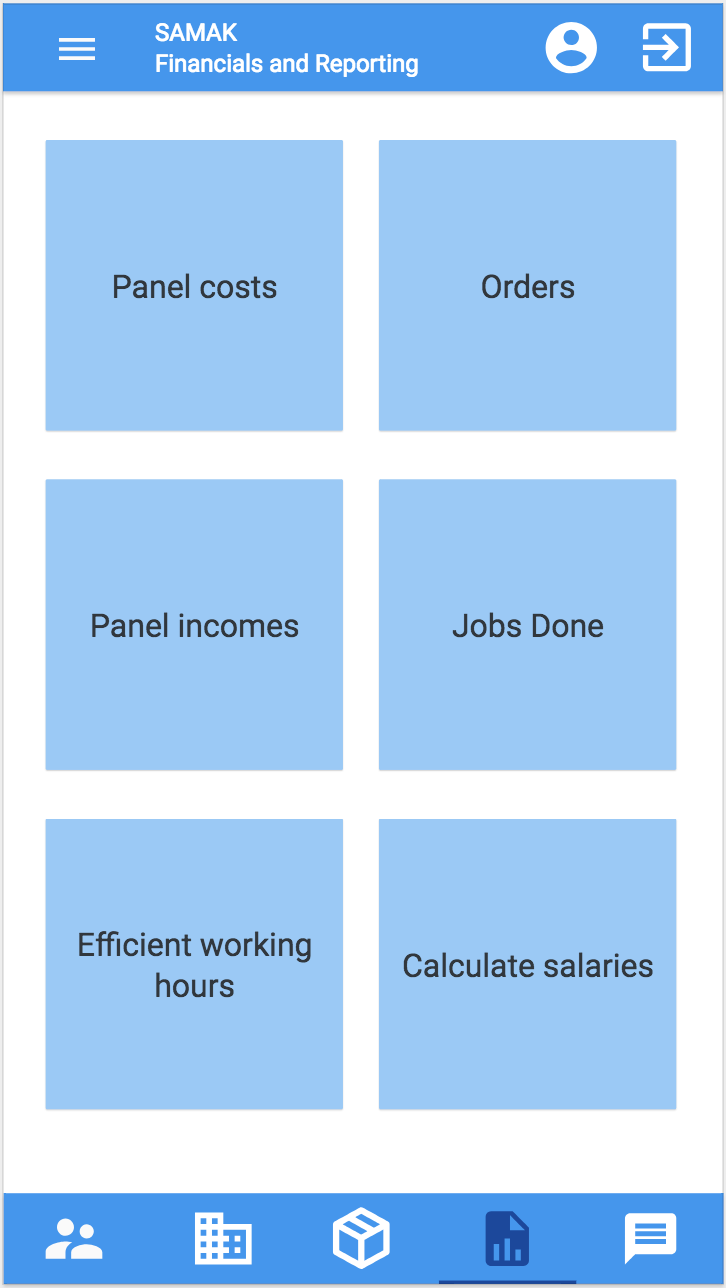 SAMAK
Financials and Reporting
Panel costs
Orders
Panel incomes
Jobs Done
Efficient working
hours
Calculate salaries